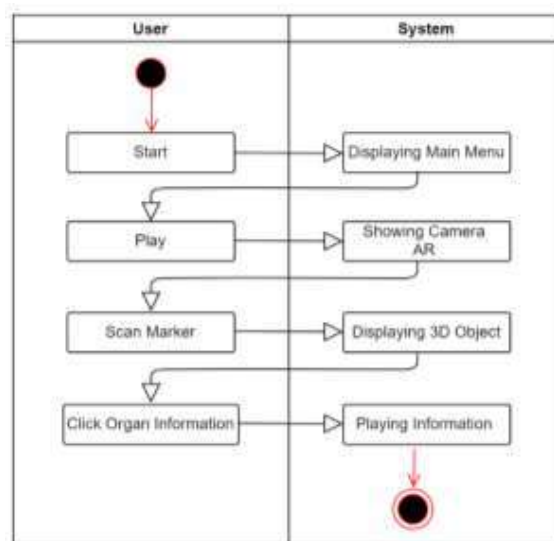 User
System
Start
Displaying Main Menu
Play
Showing Camera
AR
Scan Marker
Displaying 3D Object
Click Organ Information
Playing Information